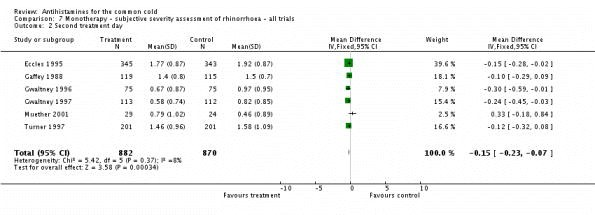 Review: Antihistamines for the common cold
Comparison: 7 Monotherapy - subjective severity assessment of rhinorrhoea - all trials
Outcome: 2 Second treatment day
Study or subgroup Treatment Control Mean Difference Weight Mean Difference
N Mean(SD) N Mean(SD) IV,Fixed,95% CI IV,Fixed,95% CI
Eccles 1995 345 1.77 (0.87) 343 1.92 (0.87) 39.6 % -0.15 [ -0.28, -0.02 ]
Gaffey 1988 119 1.4 (0.8) 115 1.5 (0.7) 18.1 % -0.10 [ -0.29, 0.09 ]
Gwaltney 1996 75 0.67 (0.87) 75 0.97 (0.95) 7.9 % -0.30 [ -0.59, -0.01 ]
Gwaltney 1997 113 0.58 (0.74) 112 0.82 (0.85) 15.4 % -0.24 [ -0.45, -0.03 ]
Muether 2001 29 0.79 (1.02) 24 0.46 (0.89) 2.5 % 0.33 [ -0.18, 0.84 ]
Turner 1997 201 1.46 (0.96) 201 1.58 (1.09) 16.6 % -0.12 [ -0.32, 0.08 ]
Total (95% CI) 882 870 100.0 % -0.15 [ -0.23, -0.07 ]
Heterogeneity: Chi² = 5.42, df = 5 (P = 0.37); I² =8%
Test for overall effect: Z = 3.58 (P = 0.00034)
-10 -5 0 5 10
Favours treatment Favours control